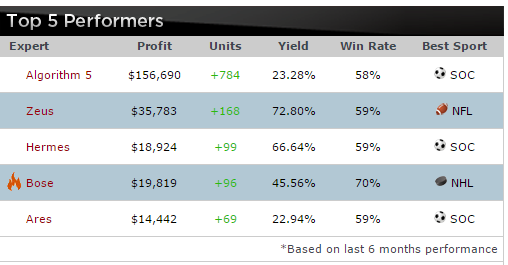 Top 5 Performers
Expert Profit Units Yield Win Rate Best Sport
Algorithm 5 $156,690 +784 23.28% 58% SOC
Zeus $35,783 +168 72.80% 59% NFL
Hermes $18,924 +99 66.64% 59% SOC
Bose $19,819 +96 45.56% 70% NHL
Ares $14,442 +69 22.94% 59% SOC
*Based on last 6 months performance